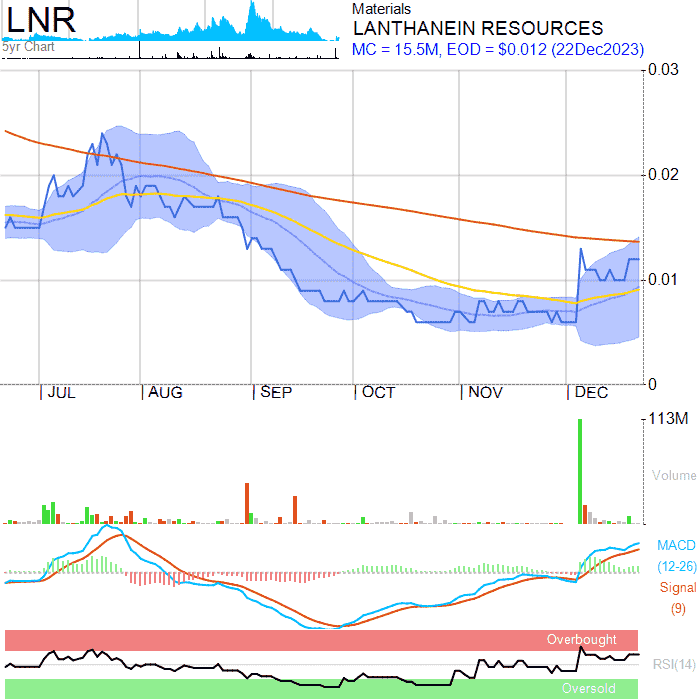 LNR
5yr Chart
Materials
LANTHANEIN RESOURCES
MC = 15.5M, EOD = $0.012 (22Dec2023)
0.03
0.02
0.01
0
JUL AUG SEP OCT NOV DEC
113M
Volume
MACD
(12-26)
Signal
(9)
Overbought
RSI(14)
Oversold